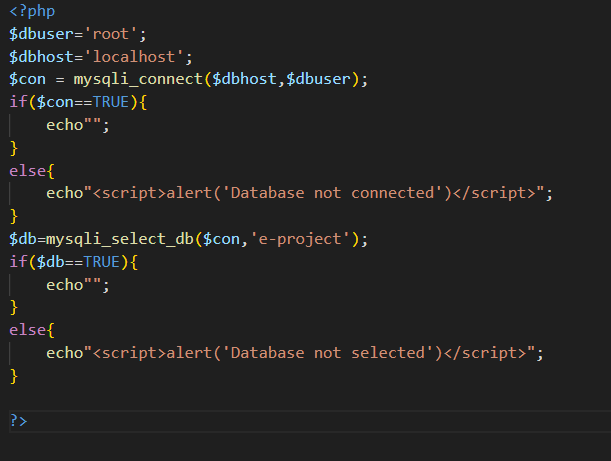 <?php
$dbuser='root';
$dbhost='localhost';
$con = mysqli_connect($dbhost,$dbuser);
if($con==TRUE){
    echo"";
}
else{
    echo"<script>alert('Database not connected')</script>";
}
$db=mysqli_select_db($con,'e-project');
if($db==TRUE){
    echo"";
}
else{
    echo"<script>alert('Database not selected')</script>";
}

?>